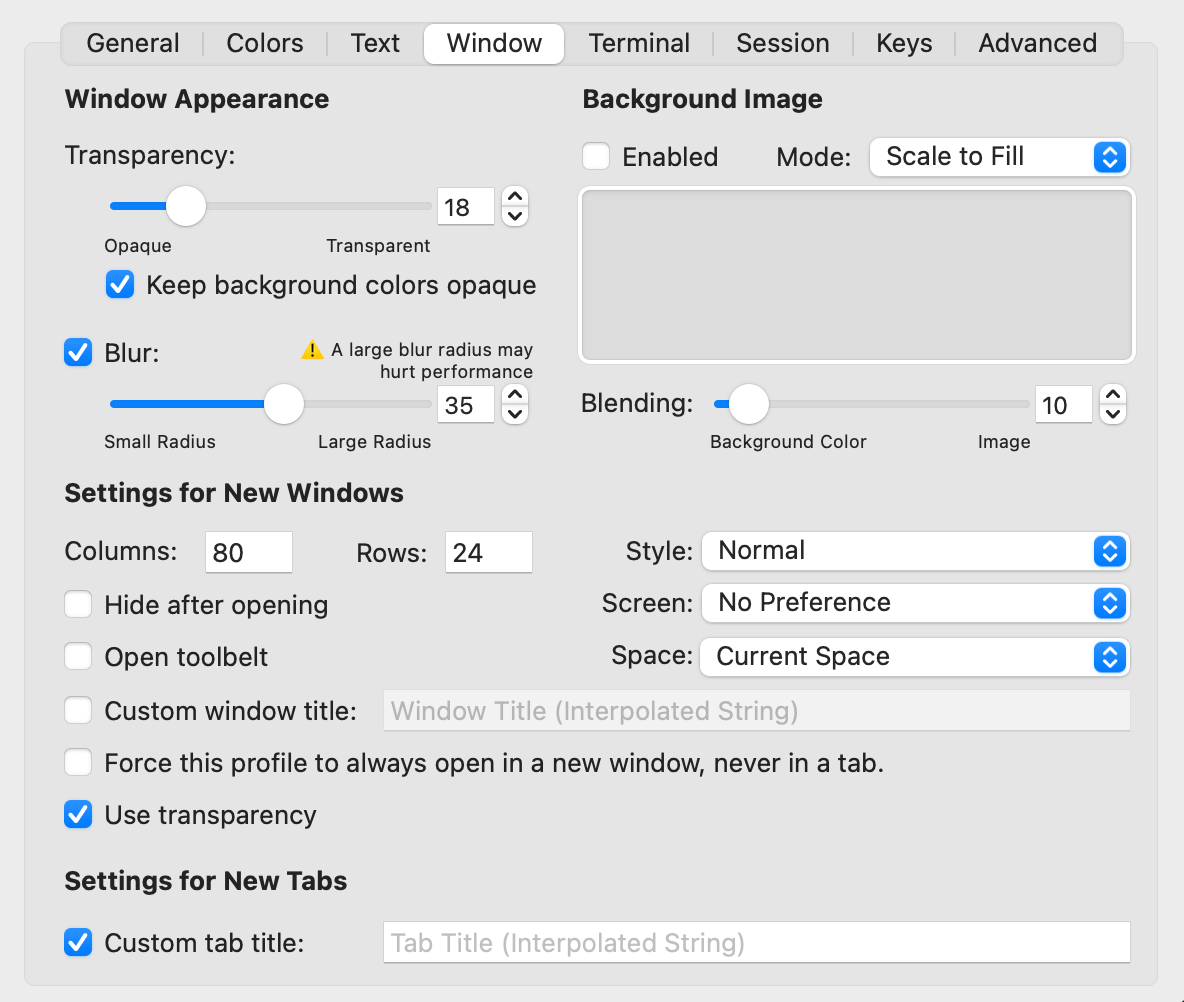 General Colors Text Window Terminal Session Keys Advanced
Window Appearance
Transparency:
18
Opaque Transparent
Keep background colors opaque
Blur:
A large blur radius may
hurt performance
35
Small Radius Large Radius
Background Image
Enabled Mode: Scale to Fill
Blending: 10
Background Color Image
Settings for New Windows
Columns: 80 Rows: 24 Style: Normal
Hide after opening Screen: No Preference
Open toolbelt Space: Current Space
Custom window title: Window Title (Interpolated String)
Force this profile to always open in a new window, never in a tab.
Use transparency
Settings for New Tabs
Custom tab title: Tab Title (Interpolated String)